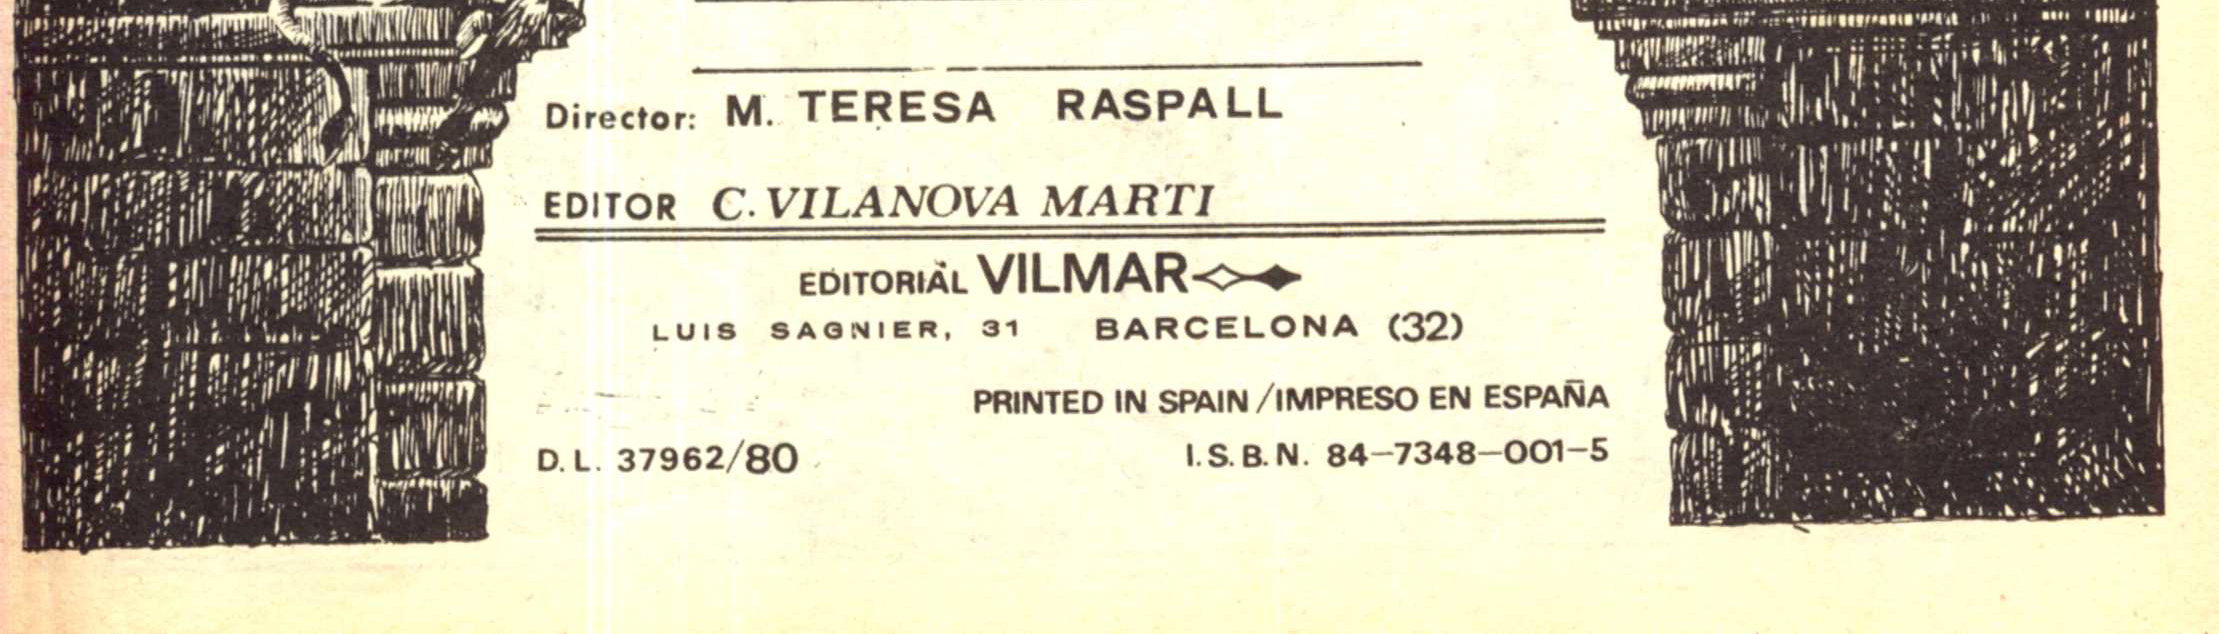 Director: M. TERESA RASPALL
EDITOR C. VILANOVA MARTI
EDITORIAL VILMAR
LUIS SAGNIER, 31 BARCELONA (32)
PRINTED IN SPAIN/IMPRESO EN ESPAÑA
D. L. 37962/80 I. S. B. N. 84-7348-001-5